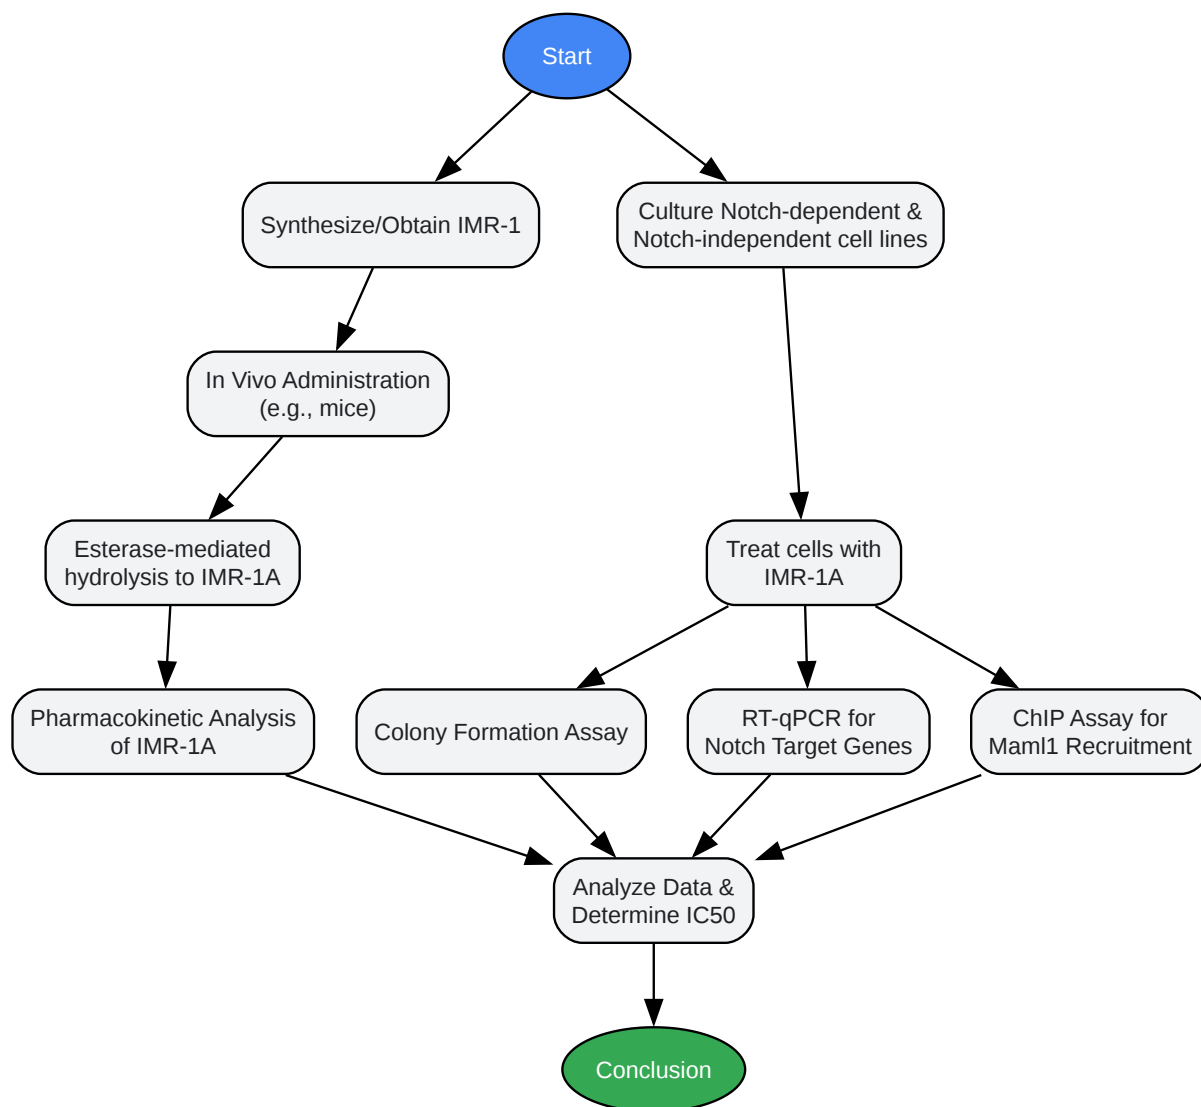 Start
Synthesize/Obtain IMR-1
Culture Notch-dependent &
Notch-independent cell lines
In Vivo Administration
(e.g., mice)
Esterase-mediated
hydrolysis to IMR-1A
Treat cells with
IMR-1A
Pharmacokinetic Analysis
of IMR-1A
Colony Formation Assay
RT-qPCR for
Notch Target Genes
ChIP Assay for
Maml1 Recruitment
Analyze Data &
Determine IC50
Conclusion